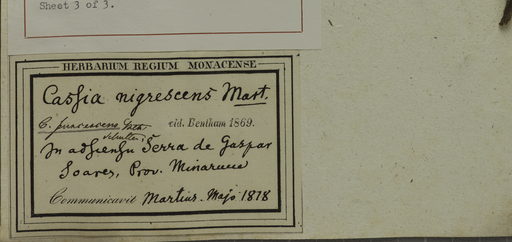 Sheet 3 of 3.
HERBARIUM REGIUM MONACENSE
Cassia nigrescens Mart.
vid. Bentham 1869.
In adscensu Serra de Gaspar
Soares, Prov. Minarum
Communicavit Martius. Majo 1818